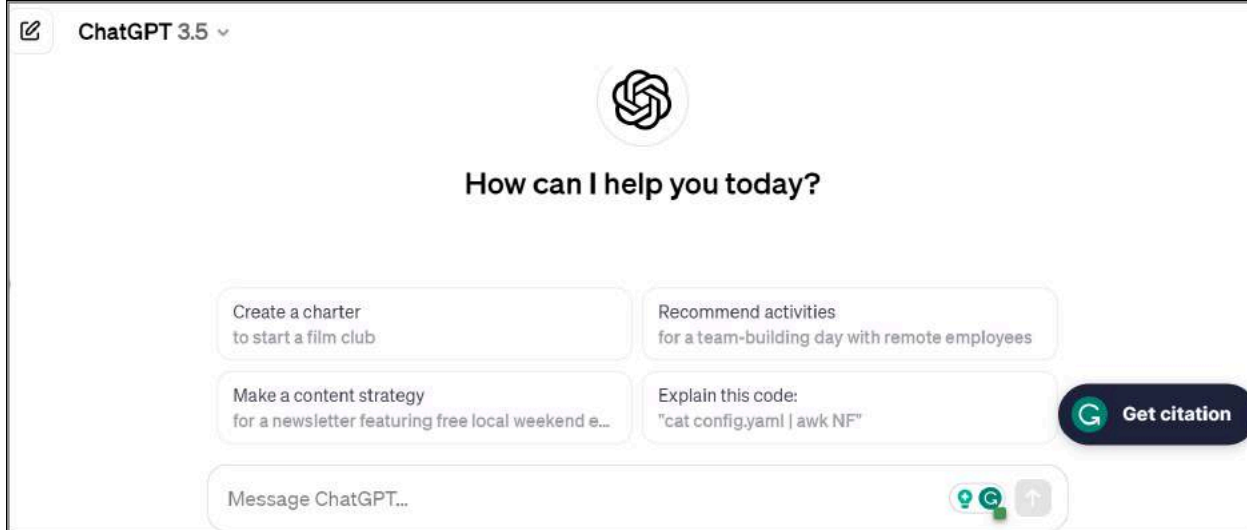 ChatGPT 3.5
How can I help you today?
Create a charter
to start a film club
Recommend activities
for a team-building day with remote employees
Make a content strategy
for a newsletter featuring free local weekend e...
Explain this code:
"cat config.yaml | awk NF"
Get citation
Message ChatGPT...